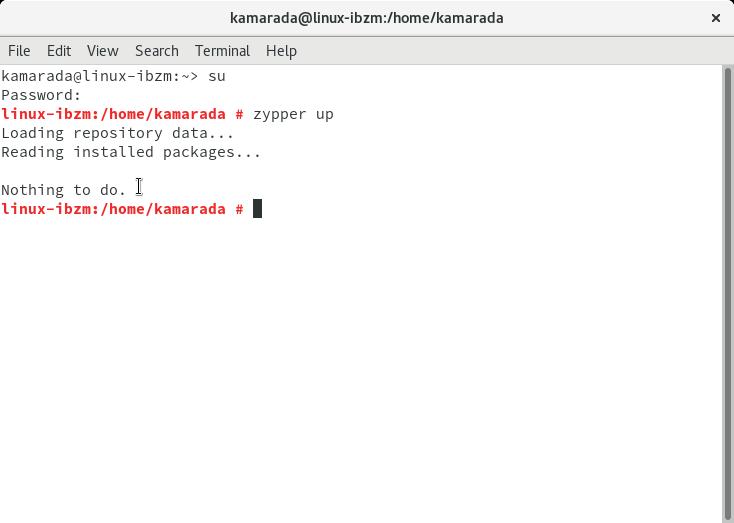 kamarada@linux-ibzm:/home/kamarada
File Edit View Search Terminal Help
kamarada@linux-ibzm:~> su
Password:
linux-ibzm:/home/kamarada # zypper up
Loading repository data...
Reading installed packages...
Nothing to do.
linux-ibzm:/home/kamarada #